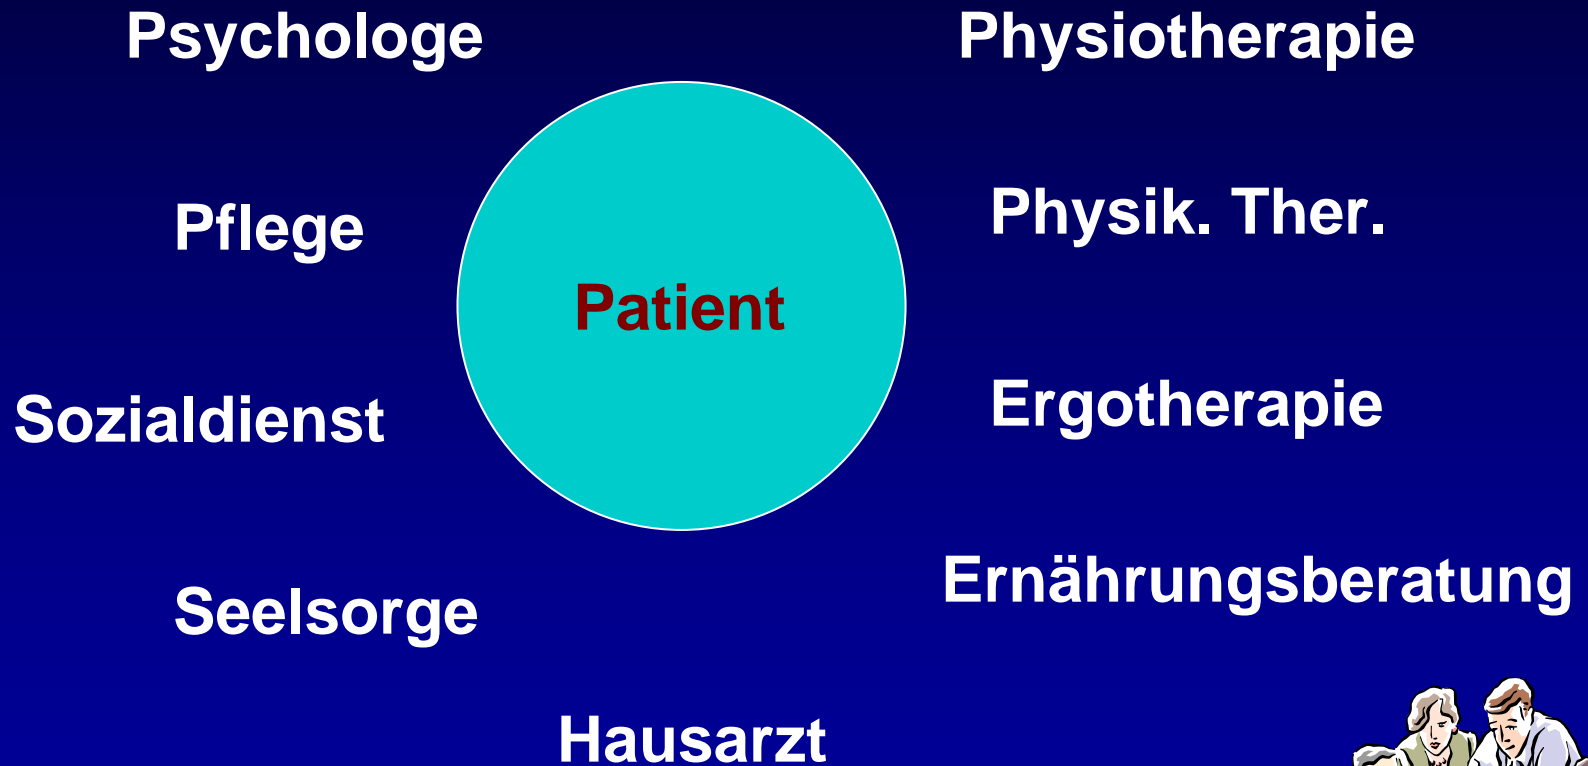 Psychologe
Physiotherapie
Pflege
Physik. Ther.
Patient
Sozialdienst
Ergotherapie
Seelsorge
Ernährungsberatung
Hausarzt